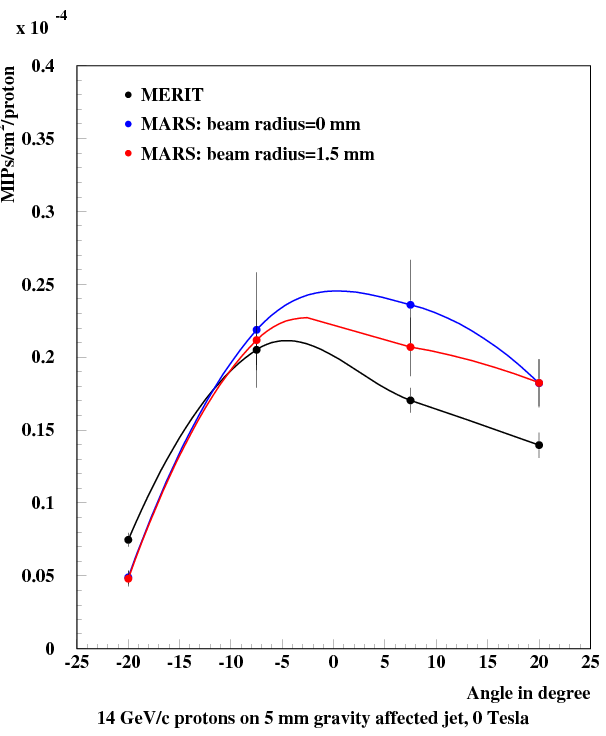 x 10 -4
MIPs/cm2/proton
0.4
0.35
0.3
0.25
0.2
0.15
0.1
0.05
0
MERIT
MARS: beam radius=0 mm
MARS: beam radius=1.5 mm
-25 -20 -15 -10 -5 0 5 10 15 20 25
Angle in degree
14 GeV/c protons on 5 mm gravity affected jet, 0 Tesla